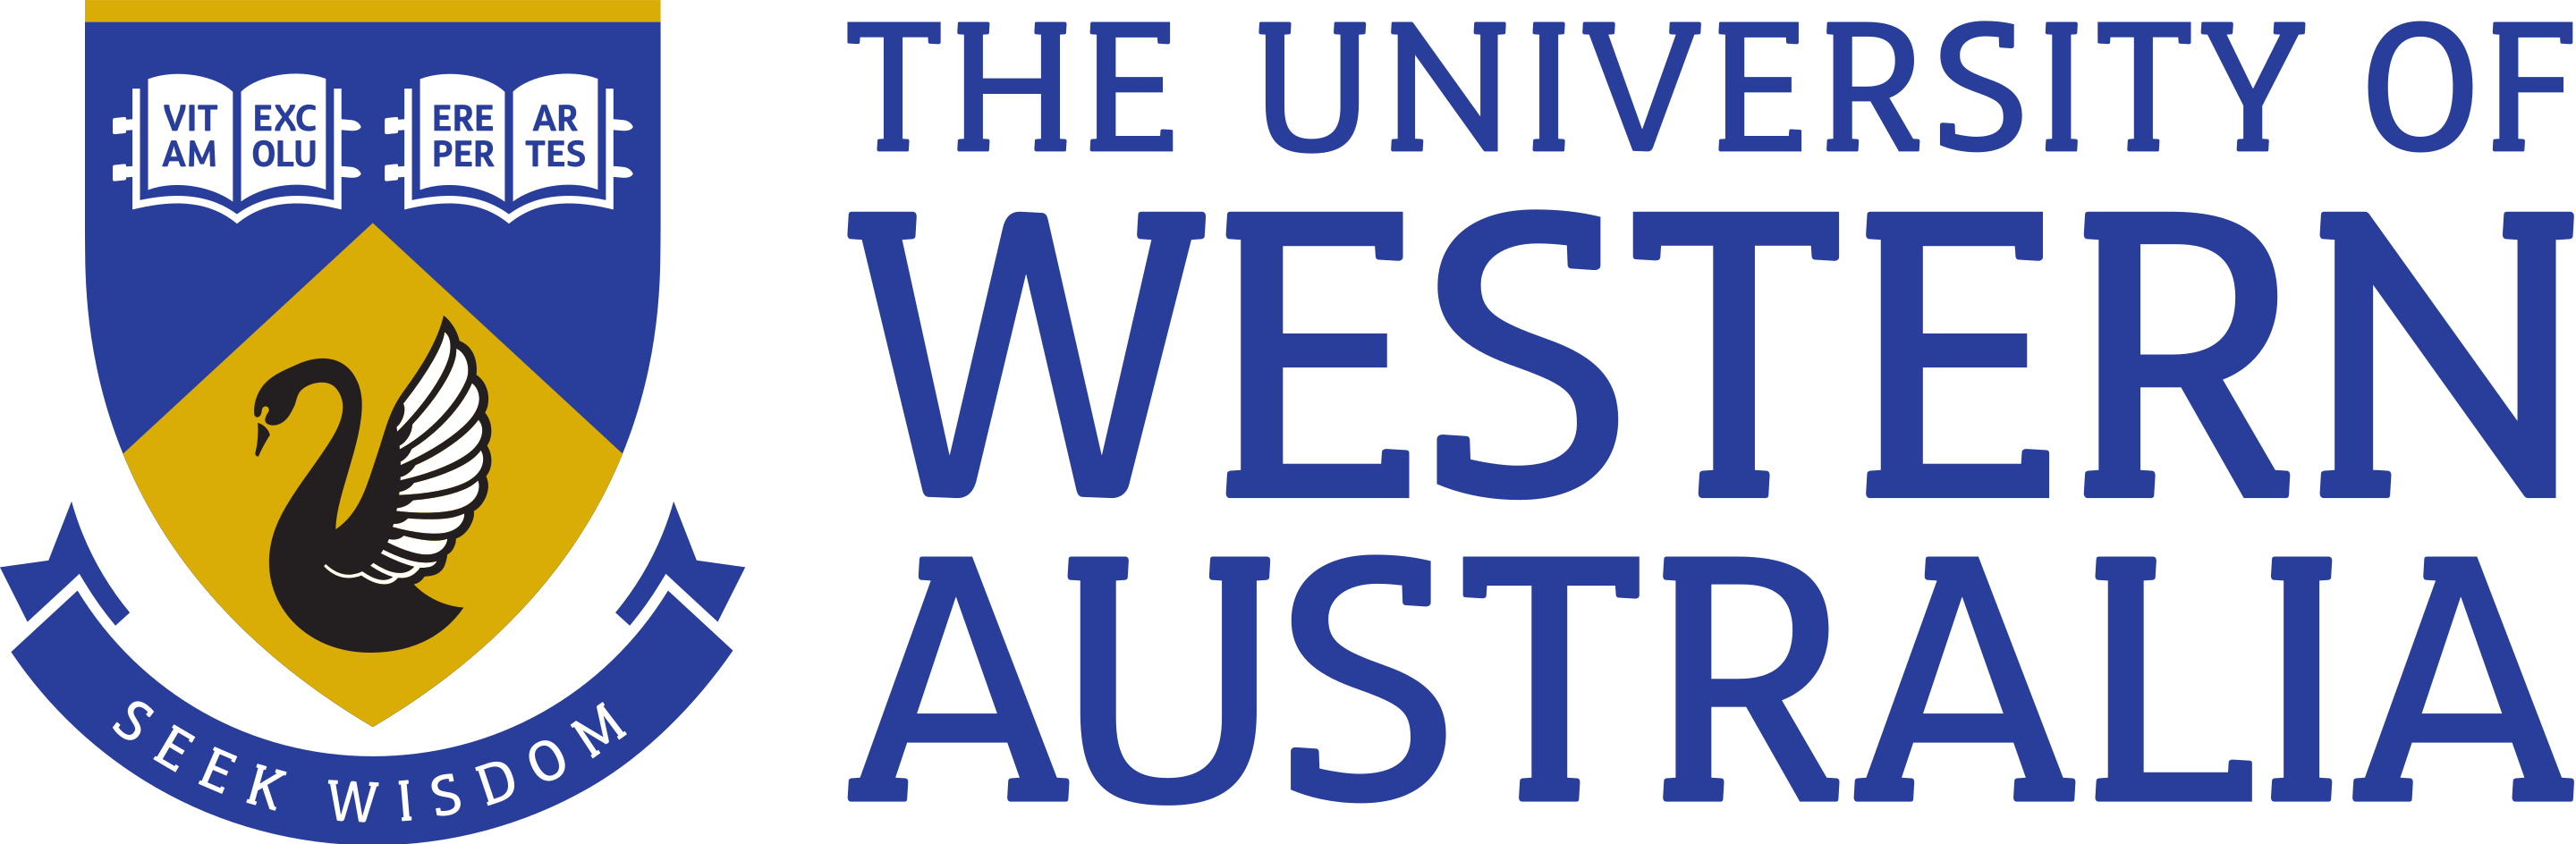 VIT EXC
AM OLU
ERE AR
PER TES
SEEK WISDOM
THE UNIVERSITY OF
WESTERN
AUSTRALIA